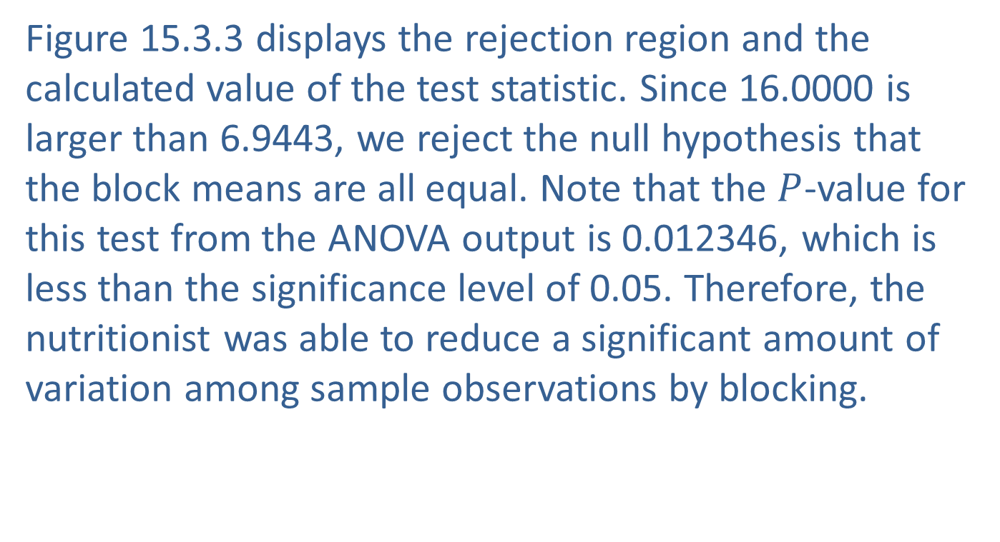 Figure 15.3.3 displays the rejection region and the
calculated value of the test statistic. Since 16.0000 is
larger than 6.9443, we reject the null hypothesis that
the block means are all equal. Note that the P-value for
this test from the ANOVA output is 0.012346, which is
less than the significance level of 0.05. Therefore, the
nutritionist was able to reduce a significant amount of
variation among sample observations by blocking.